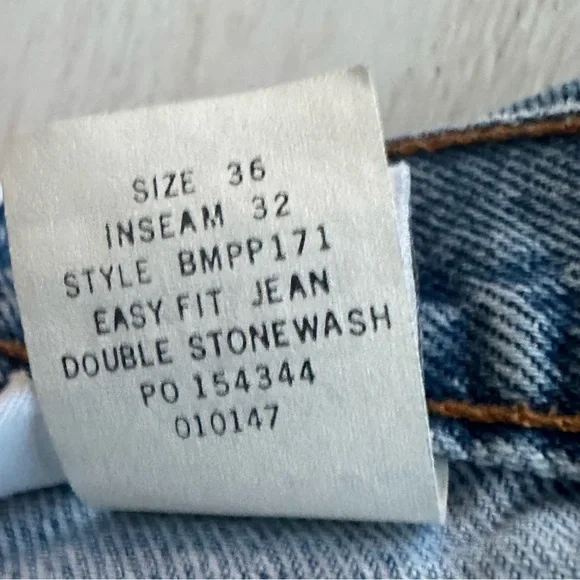 SIZE 36
INSEAM 32
STYLE BMPP171
EASY FIT JEAN
DOUBLE STONEWASH
PO 154344
010147